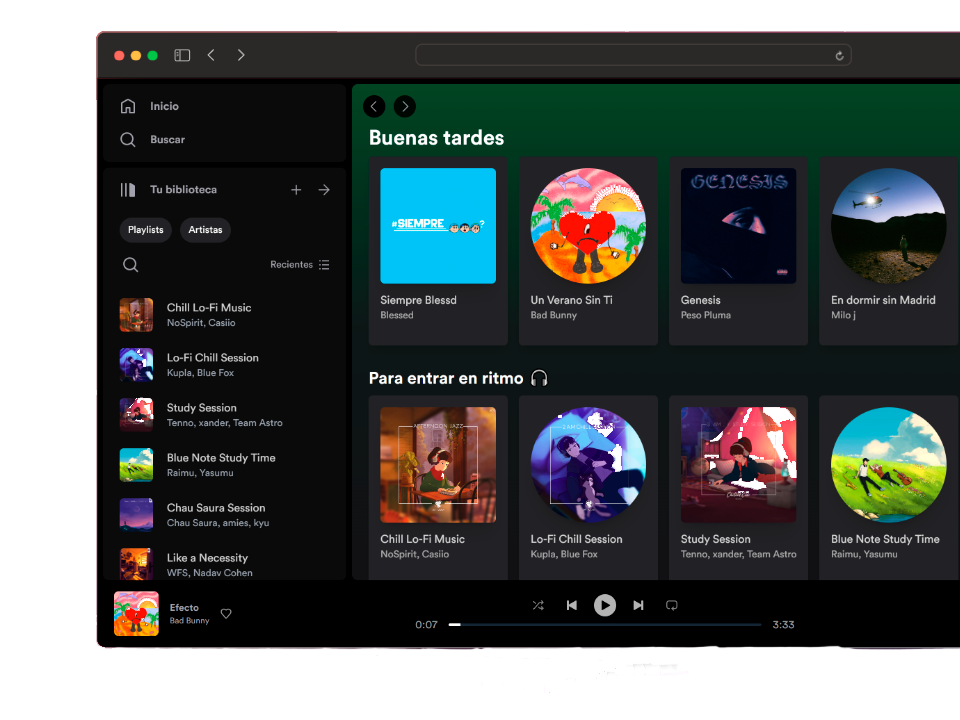 Inicio
Buscar
Tu biblioteca
Playlists
Artistas
Recientes
Chill Lo-Fi Music
NoSpirit, Casiio
Lo-Fi Chill Session
Kupla, Blue Fox
Study Session
Tenno, xander, Team Astro
Blue Note Study Time
Raimu, Yasumu
Chau Saura Session
Chau Saura, amies, kyu
Like a Necessity
WFS, Nadav Cohen
Buenas tardes
#SIEMPRE
?
Siempre Blessd
Blessed
Un Verano Sin Ti
Bad Bunny
GENESIS
Genesis
Peso Pluma
En dormir sin Madrid
Milo j
Para entrar en ritmo
AFTERNOON JAZZ
Chill Lo-Fi Music
NoSpirit, Casiio
Lo-Fi Chill Session
Kupla, Blue Fox
Study Session
Tenno, xander, Team Astro
Blue Note Study Time
Raimu, Yasumu
Efecto
Bad Bunny
0:07
3:33